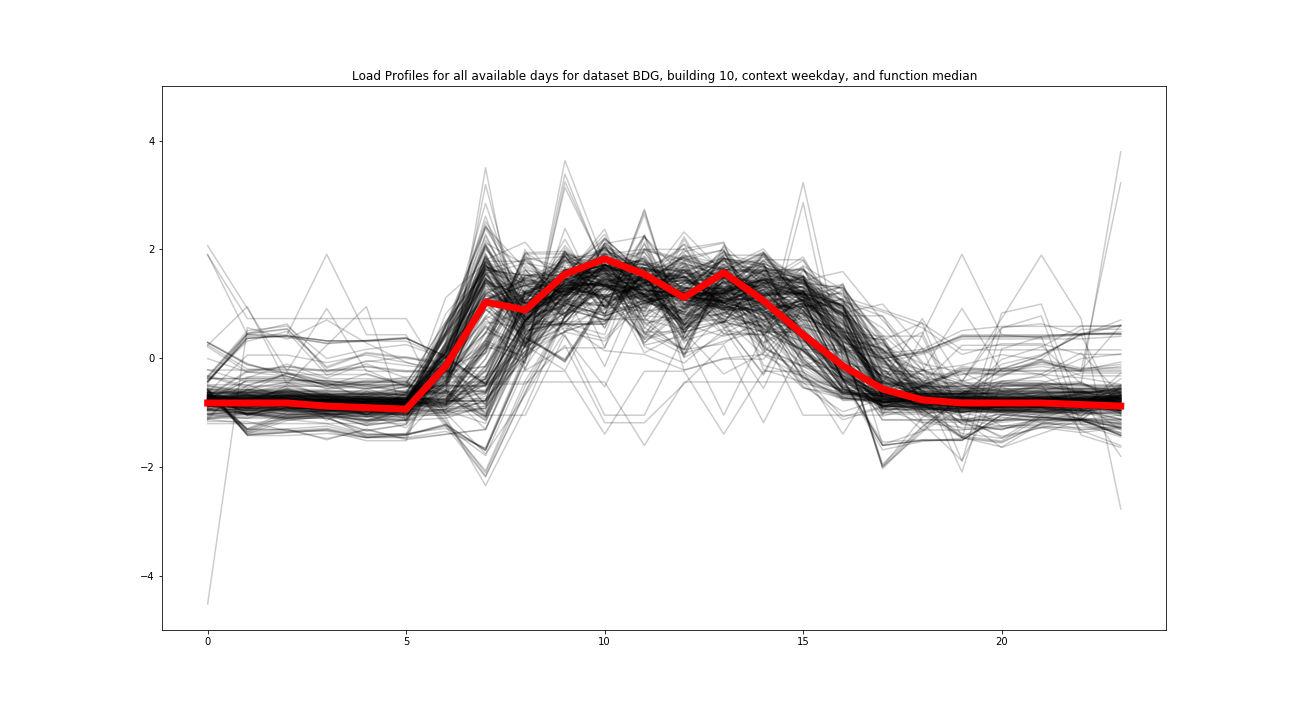 Load Profiles for all available days for dataset BDG, building 10, context weekday, and function median
4
2
0
−2
−4
0 5 10 15 20